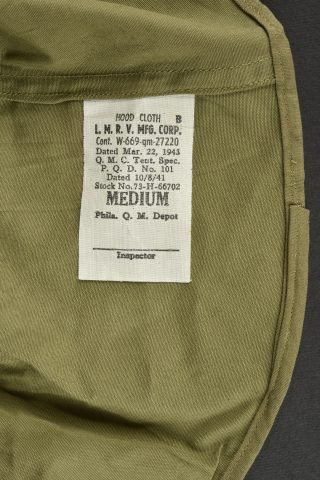 HOOD CLOTH B
L. M. R. V. MFG. CORP.
Cont. W-669-qm-27220
Dated Mar. 22, 1943
Q. M. C. Tent. Spec.
P. Q. D. No. 101
Dated 10/8/41
Stock No. 73-H-66702
MEDIUM
Phila. Q. M. Depot
Inspector